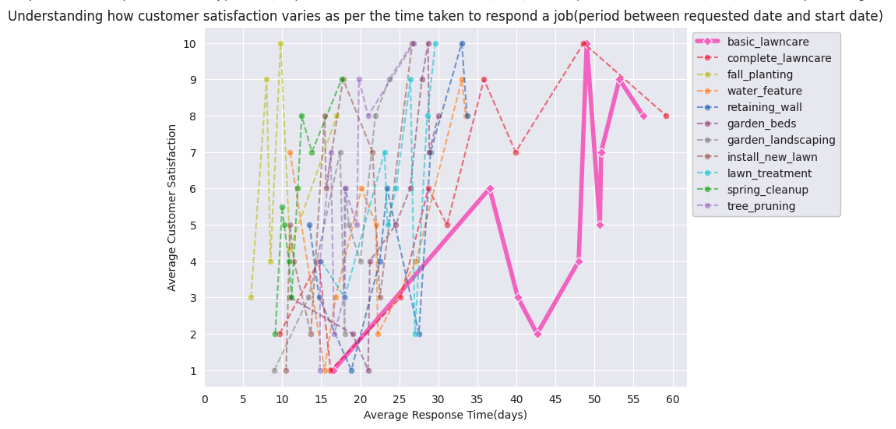 Understanding how customer satisfaction varies as per the time taken to respond a job(period between requested date and start date)
10
9
8
7
6
5
4
3
2
1
Average Customer Satisfaction
0 5 10 15 20 25 30 35 40 45 50 55 60
Average Response Time(days)
basic_lawncare
complete_lawncare
fall_planting
water_feature
retaining_wall
garden_beds
garden_landscaping
install_new_lawn
lawn_treatment
spring_cleanup
tree_pruning